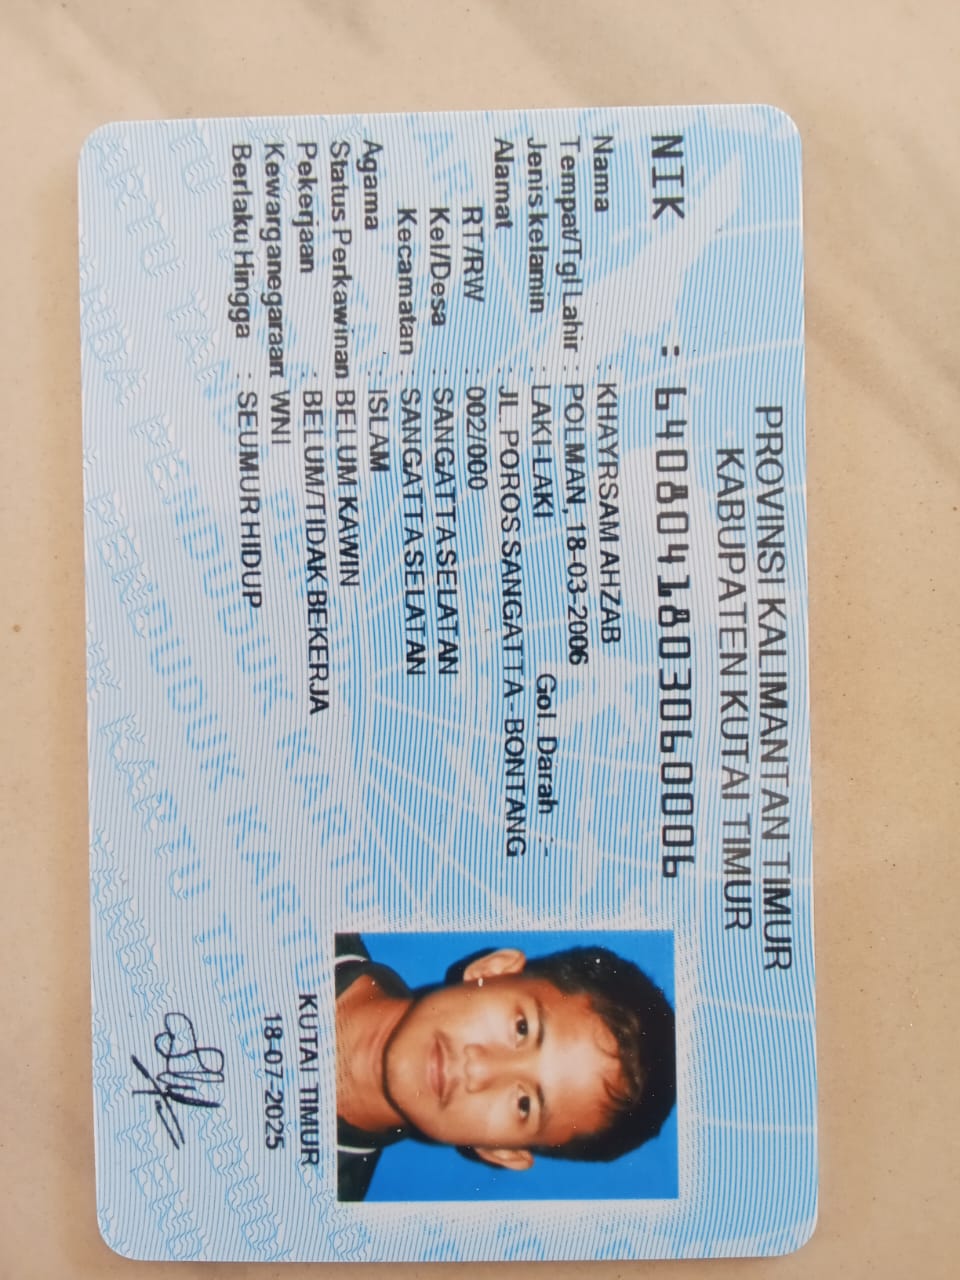 PROVINSI KALIMANTAN TIMUR
KABUPATEN KUTAI TIMUR
NIK : 6408041803060006
Nama : KHAYRSAM AHZAB
Tempat/Tgl Lahir : POLMAN, 18-03-2006
Jenis kelamin : LAKI-LAKI Gol. Darah : -
Alamat : JL. POROS SANGATTA - BONTANG
RT/RW : 002/000
Kel/Desa : SANGATTA SELATAN
Kecamatan : SANGATTA SELATAN
Agama : ISLAM
Status Perkawinan : BELUM KAWIN
Pekerjaan : BELUM/TIDAK BEKERJA
Kewarganegaraan : WNI
Berlaku Hingga : SEUMUR HIDUP
KUTAI TIMUR
18-07-2025